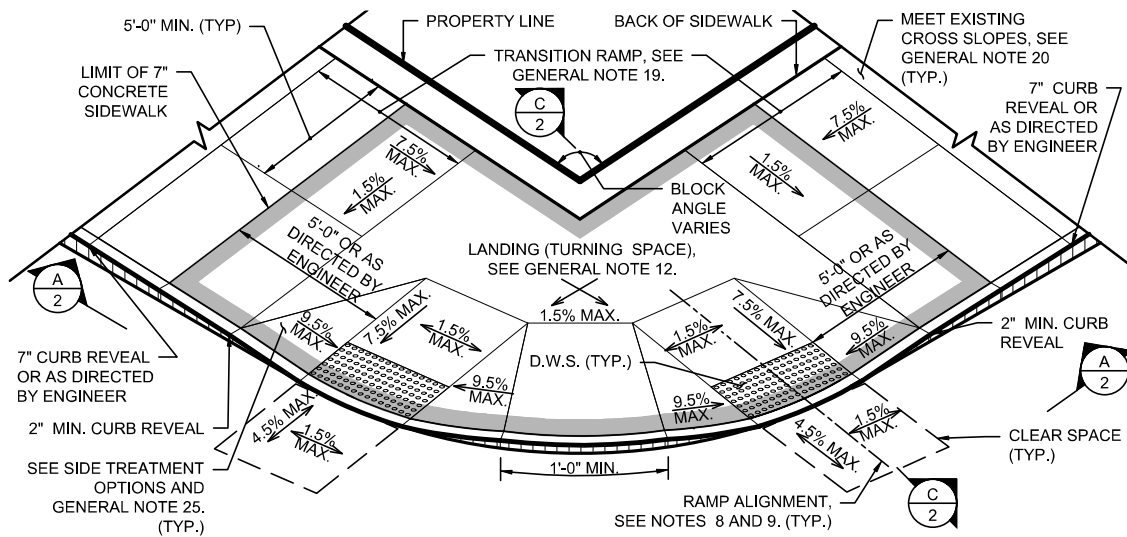 5'-0" MIN. (TYP)
PROPERTY LINE
BACK OF SIDEWALK
MEET EXISTING
CROSS SLOPES, SEE
GENERAL NOTE 20
(TYP.)
LIMIT OF 7"
CONCRETE
SIDEWALK
TRANSITION RAMP, SEE
GENERAL NOTE 19.
C
2
7" CURB
REVEAL OR
AS DIRECTED
BY ENGINEER
7.5%
MAX.
7.5%
MAX.
1.5%
MAX.
1.5%
MAX.
BLOCK
ANGLE
VARIES
5'-0" OR AS
DIRECTED BY
ENGINEER
LANDING (TURNING SPACE),
SEE GENERAL NOTE 12.
5'-0" OR AS
DIRECTED BY
ENGINEER
A
2
1.5% MAX.
9.5%
MAX.
7.5% MAX.
1.5%
MAX.
1.5%
MAX.
7.5% MAX.
9.5%
MAX.
2" MIN. CURB
REVEAL
D.W.S. (TYP.)
7" CURB REVEAL
OR AS DIRECTED
BY ENGINEER
9.5%
MAX.
9.5%
MAX.
A
2
2" MIN. CURB REVEAL
4.5% MAX.
1.5%
MAX.
1.5%
MAX.
4.5% MAX.
CLEAR SPACE
(TYP.)
SEE SIDE TREATMENT
OPTIONS AND
GENERAL NOTE 25.
(TYP.)
1'-0" MIN.
RAMP ALIGNMENT,
SEE NOTES 8 AND 9. (TYP.)
C
2